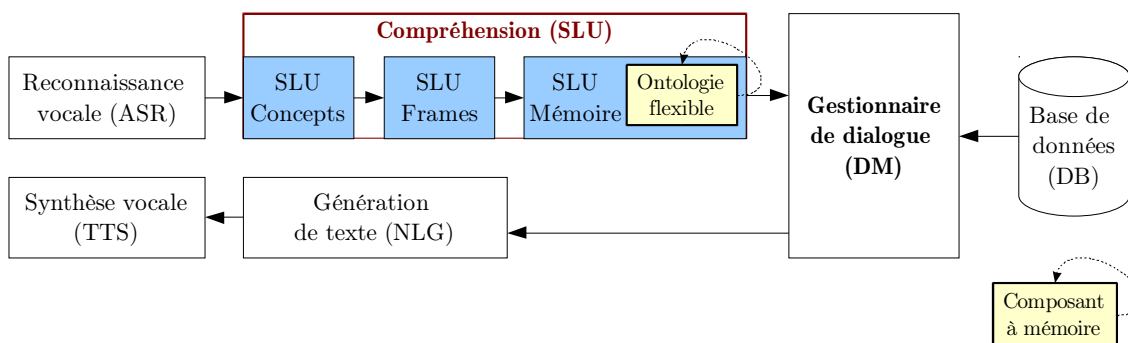 Compréhension (SLU)
Reconnaissance
vocale (ASR)
SLU
Concepts
SLU
Frames
SLU
Mémoire
Ontologie
flexible
Gestionnaire
de dialogue
(DM)
Base de
données
(DB)
Synthèse vocale
(TTS)
Génération
de texte (NLG)
Composant
à mémoire